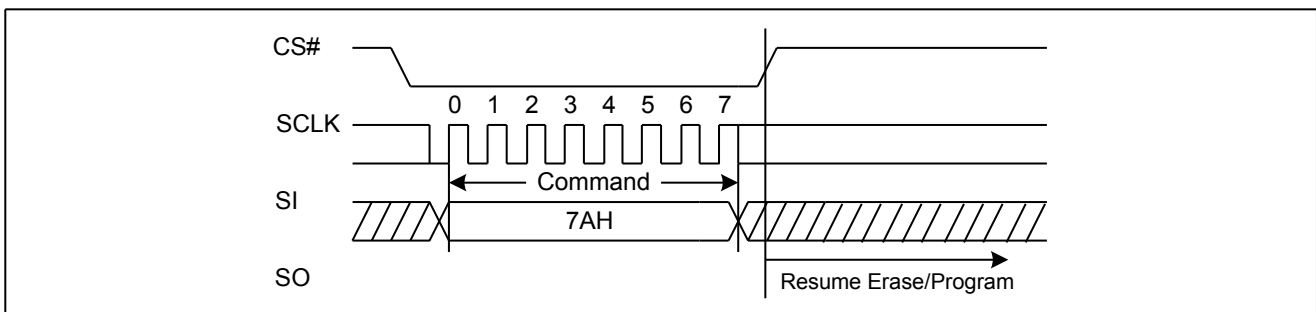 CS#
0 1 2 3 4 5 6 7
SCLK
Command
SI
7AH
SO
Resume Erase/Program